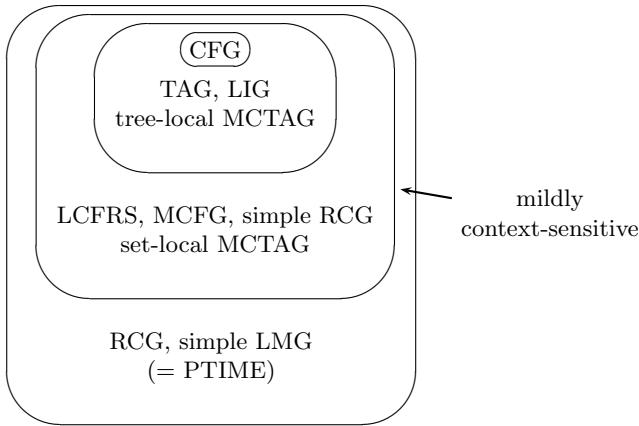 CFG
TAG, LIG
tree-local MCTAG
LCFRS, MCFG, simple RCG
set-local MCTAG
mildly
context-sensitive
RCG, simple LMG
(= PTIME)